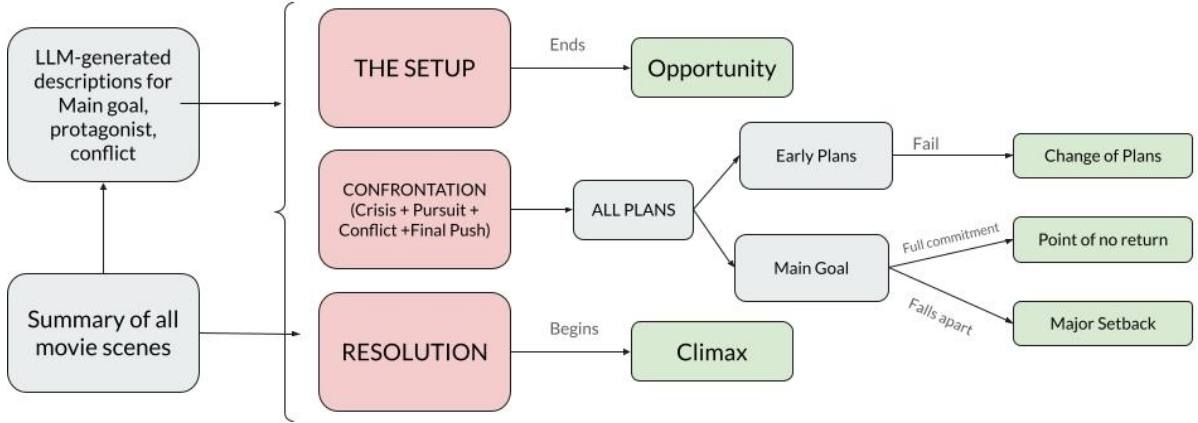 LLM-generated
descriptions for
Main goal,
protagonist,
conflict
Summary of all
movie scenes
THE SETUP
Ends
Opportunity
CONFRONTATION
(Crisis + Pursuit +
Conflict +Final Push)
ALL PLANS
Early Plans
Fail
Change of Plans
Main Goal
Full commitment
Point of no return
Falls apart
Major Setback
RESOLUTION
Begins
Climax